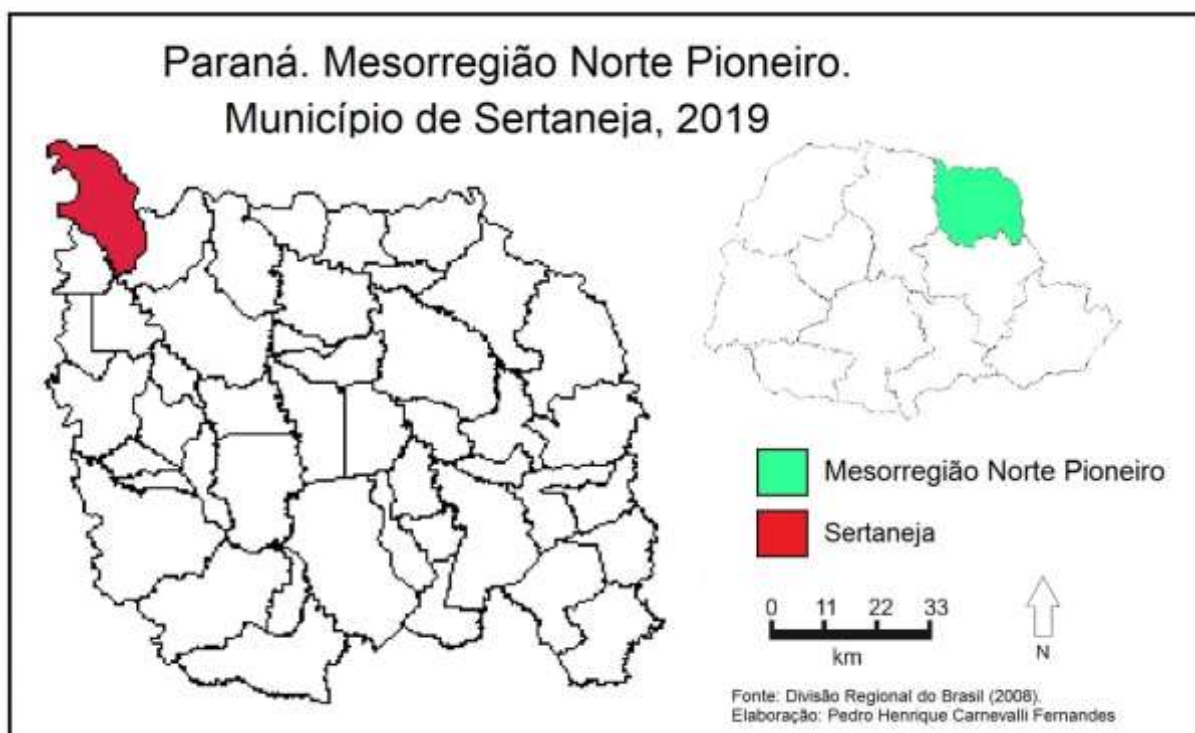 Paraná. Mesorregião Norte Pioneiro.
Município de Sertaneja, 2019
Mesorregião Norte Pioneiro
Sertaneja
0 11 22 33
km
N
Fonte: Divisão Regional do Brasil (2008).
Elaboração: Pedro Henrique Carnevalli Fernandes